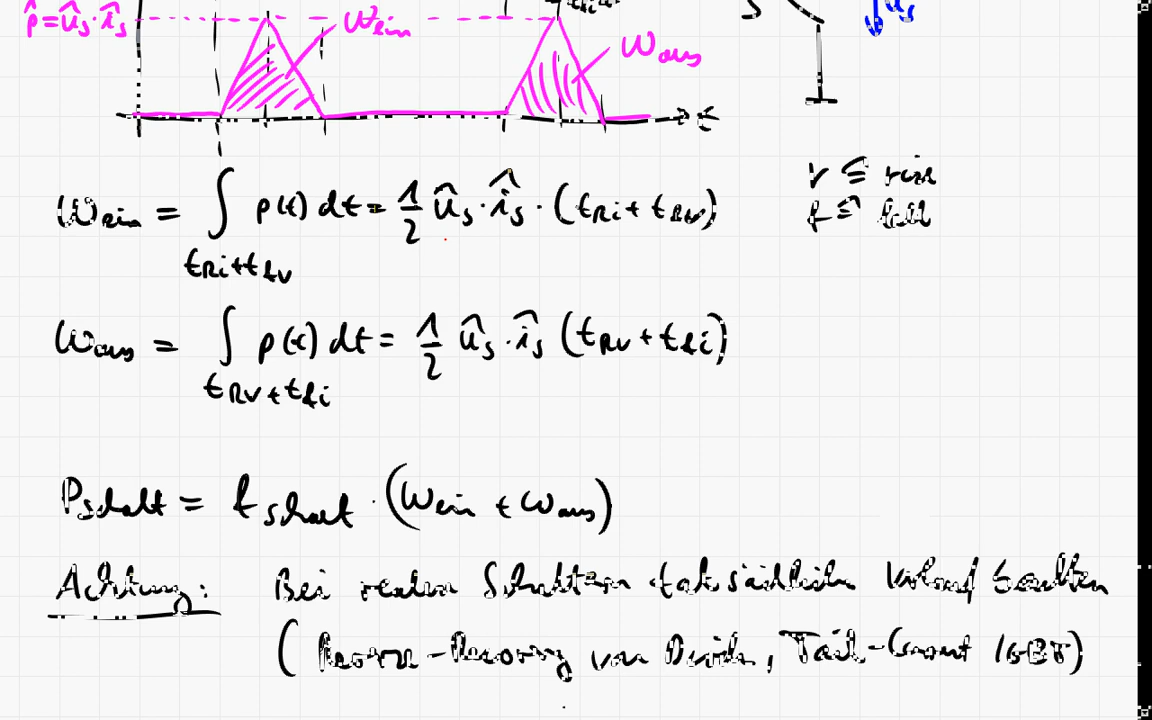 p̂=û_s·î_s
W_ein
W_aus
u_s
t
W_ein = ∫ p(t) dt = 1/2 û_s·î_s·(t_Ri + t_fv)
t_Ri+t_fv
r ≙ rise
f ≙ fall
W_aus = ∫ p(t) dt = 1/2 û_s·î_s (t_Rv + t_fi)
t_Rv+t_fi
P_schalt = f_schalt·(W_ein + W_aus)
Achtung: Bei realen Schaltern tatsächlichen Verlauf beachten
(Reverse-Recovery von Dioden, Tail-Current IGBT)